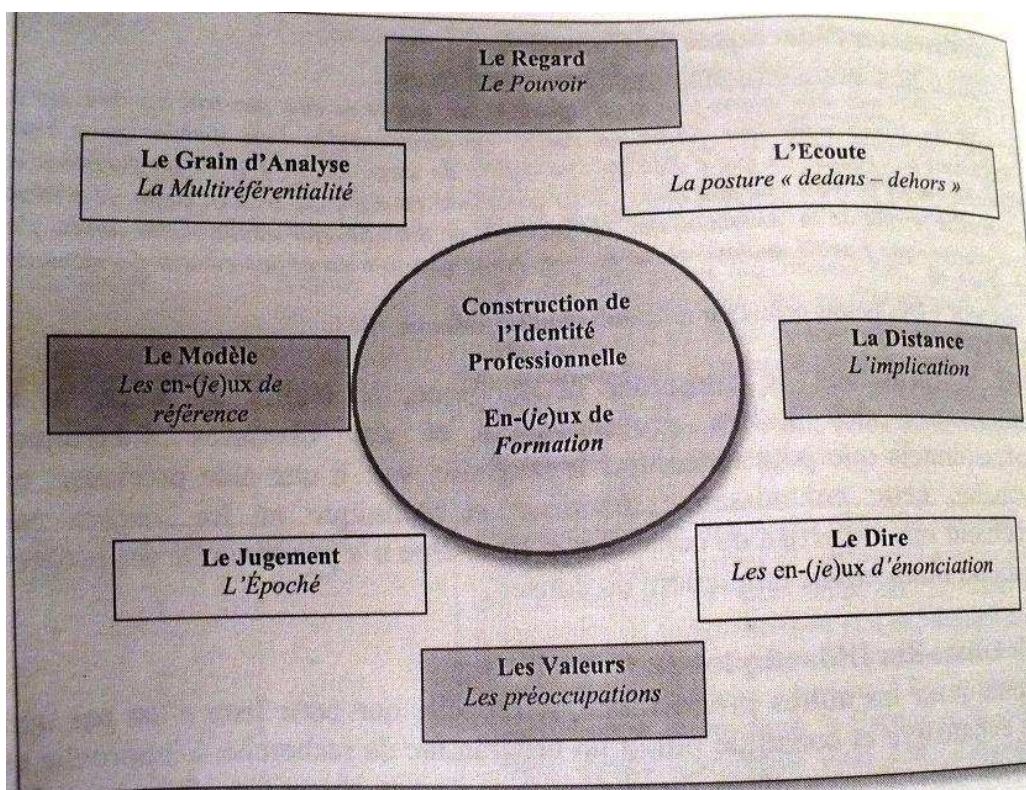 Le Regard
Le Pouvoir
Le Grain d'Analyse
La Multiréférentialité
L'Ecoute
La posture « dedans – dehors »
Construction de
l'Identité
Professionnelle
En-(je)ux de
Formation
Le Modèle
Les en-(je)ux de
référence
La Distance
L'implication
Le Jugement
L'Époché
Le Dire
Les en-(je)ux d'énonciation
Les Valeurs
Les préoccupations